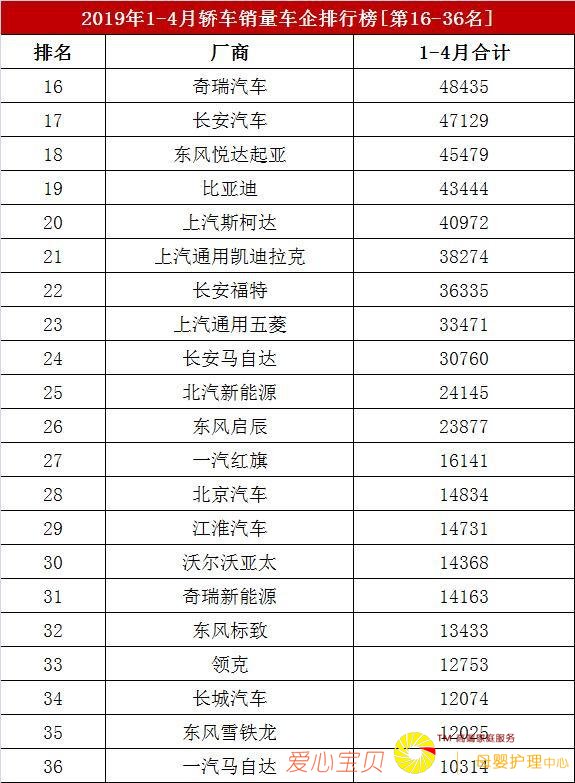 2019年1-4月轿车销量车企排行榜[第16-36名]
排名 厂商 1-4月合计
16 奇瑞汽车 48435
17 长安汽车 47129
18 东风悦达起亚 45479
19 比亚迪 43444
20 上汽斯柯达 40972
21 上汽通用凯迪拉克 38274
22 长安福特 36335
23 上汽通用五菱 33471
24 长安马自达 30760
25 北汽新能源 24145
26 东风启辰 23877
27 一汽红旗 16141
28 北京汽车 14834
29 江淮汽车 14731
30 沃尔沃亚太 14368
31 奇瑞新能源 14163
32 东风标致 13433
33 领克 12753
34 长城汽车 12074
35 东风雪铁龙 12025
TM 高端家庭服务
36 一汽马自达 10314
爱心宝贝 母婴护理中心